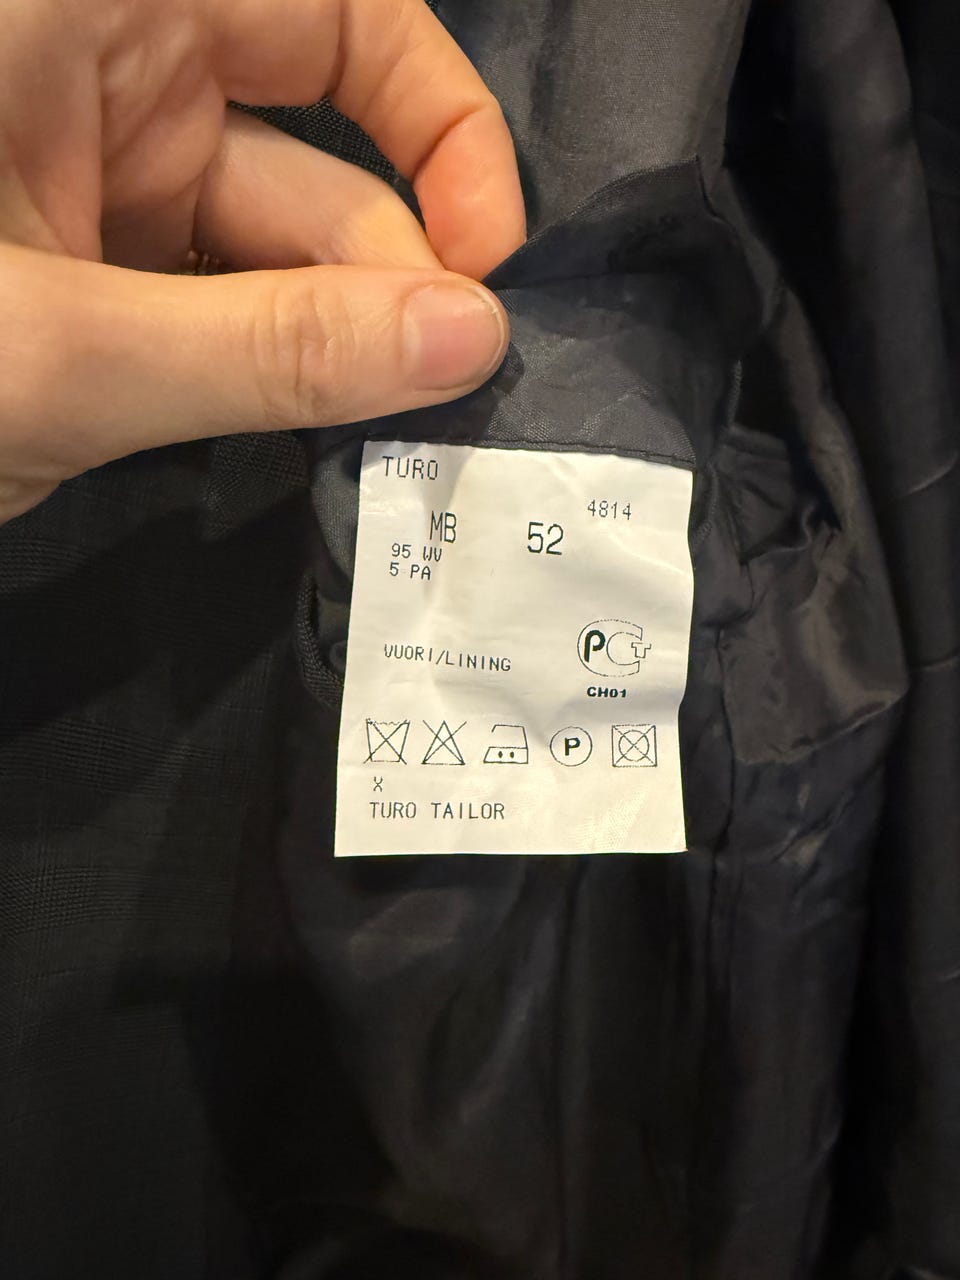 TURO
4814
MB 52
95 WV
5 PA
VUORI/LINING
PCT
CH01
P
X
TURO TAILOR